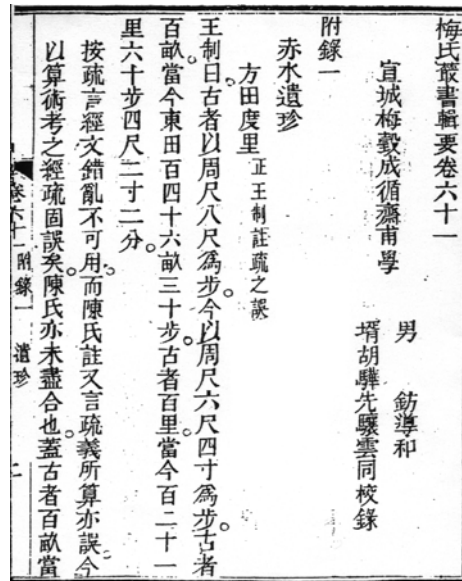 梅氏叢書輯要卷六十一
宣城梅瑴成循齋甫學
男 鈁導和
壻胡驊先驤雲同校錄
附錄一
赤水遺珍
方田度里 正王制註疏之誤
王制曰古者以周尺八尺爲步今以周尺六尺四寸爲步古者
百畝當今東田百四十六畝三十步古者百里當今百二十一
里六十步四尺二寸二分
按疏言經文錯亂不可用而陳氏註又言疏義所算亦誤今
以算術考之經疏固誤矣陳氏亦未盡合也蓋古者百畝當
卷六十一附錄一 遺珍